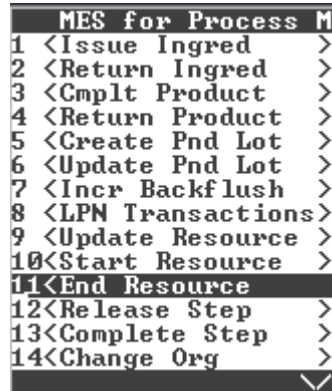 MES for Process M
1 <Issue Ingred >
2 <Return Ingred >
3 <Cmplt Product >
4 <Return Product >
5 <Create Pnd Lot >
6 <Update Pnd Lot >
7 <Incr Backflush >
8 <LPN Transactions>
9 <Update Resource >
10<Start Resource >
11<End Resource
12<Release Step >
13<Complete Step >
14<Change Org >